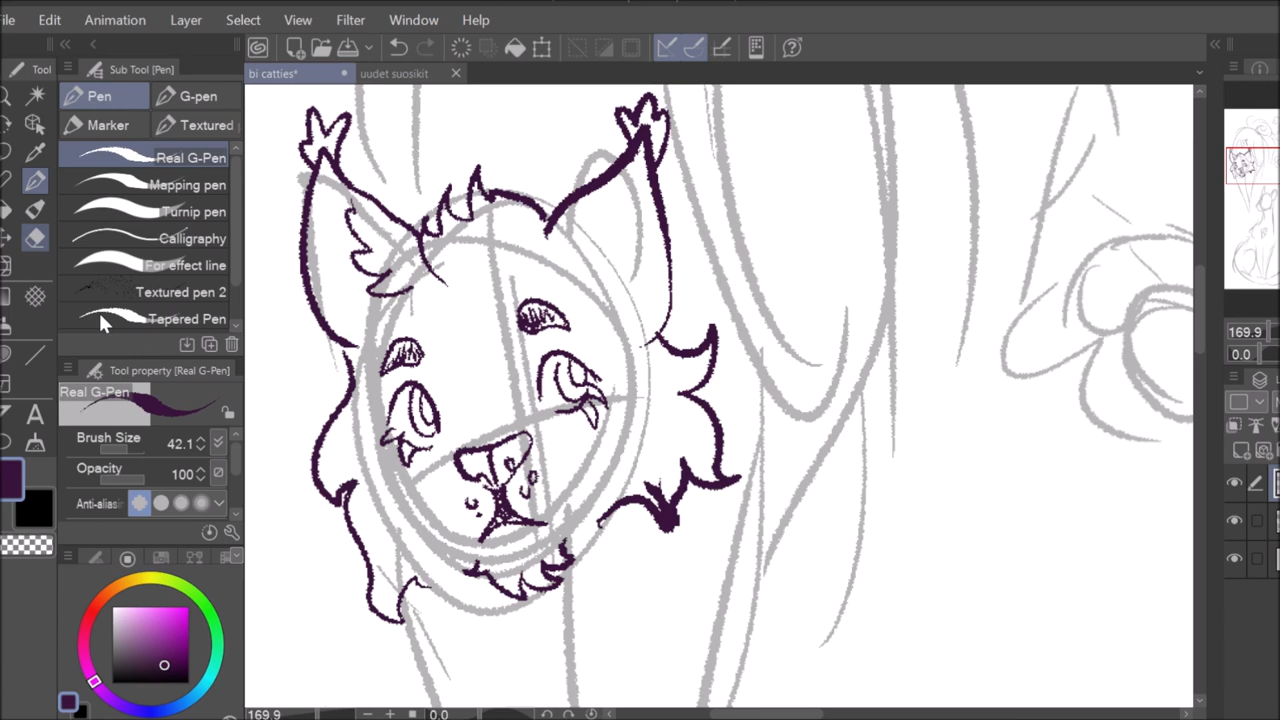 ile Edit Animation Layer Select View Filter Window Help
Tool Sub Tool [Pen] bi catties* uudet suosikit
Pen G-pen
Marker Textured
Real G-Pen
Mapping pen
Turnip pen
Calligraphy
For effect line
Textured pen 2
Tapered Pen
Tool property [Real G-Pen]
Real G-Pen
Brush Size 42.1
Opacity 100
Anti-alias
169.9
0.0
169.9 0.0